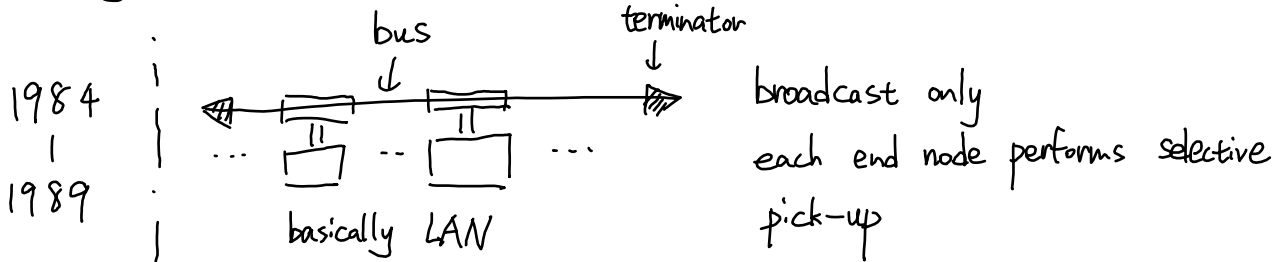 bus
terminator
1984
|
1989
broadcast only
each end node performs selective
pick-up
... .. ...
basically LAN